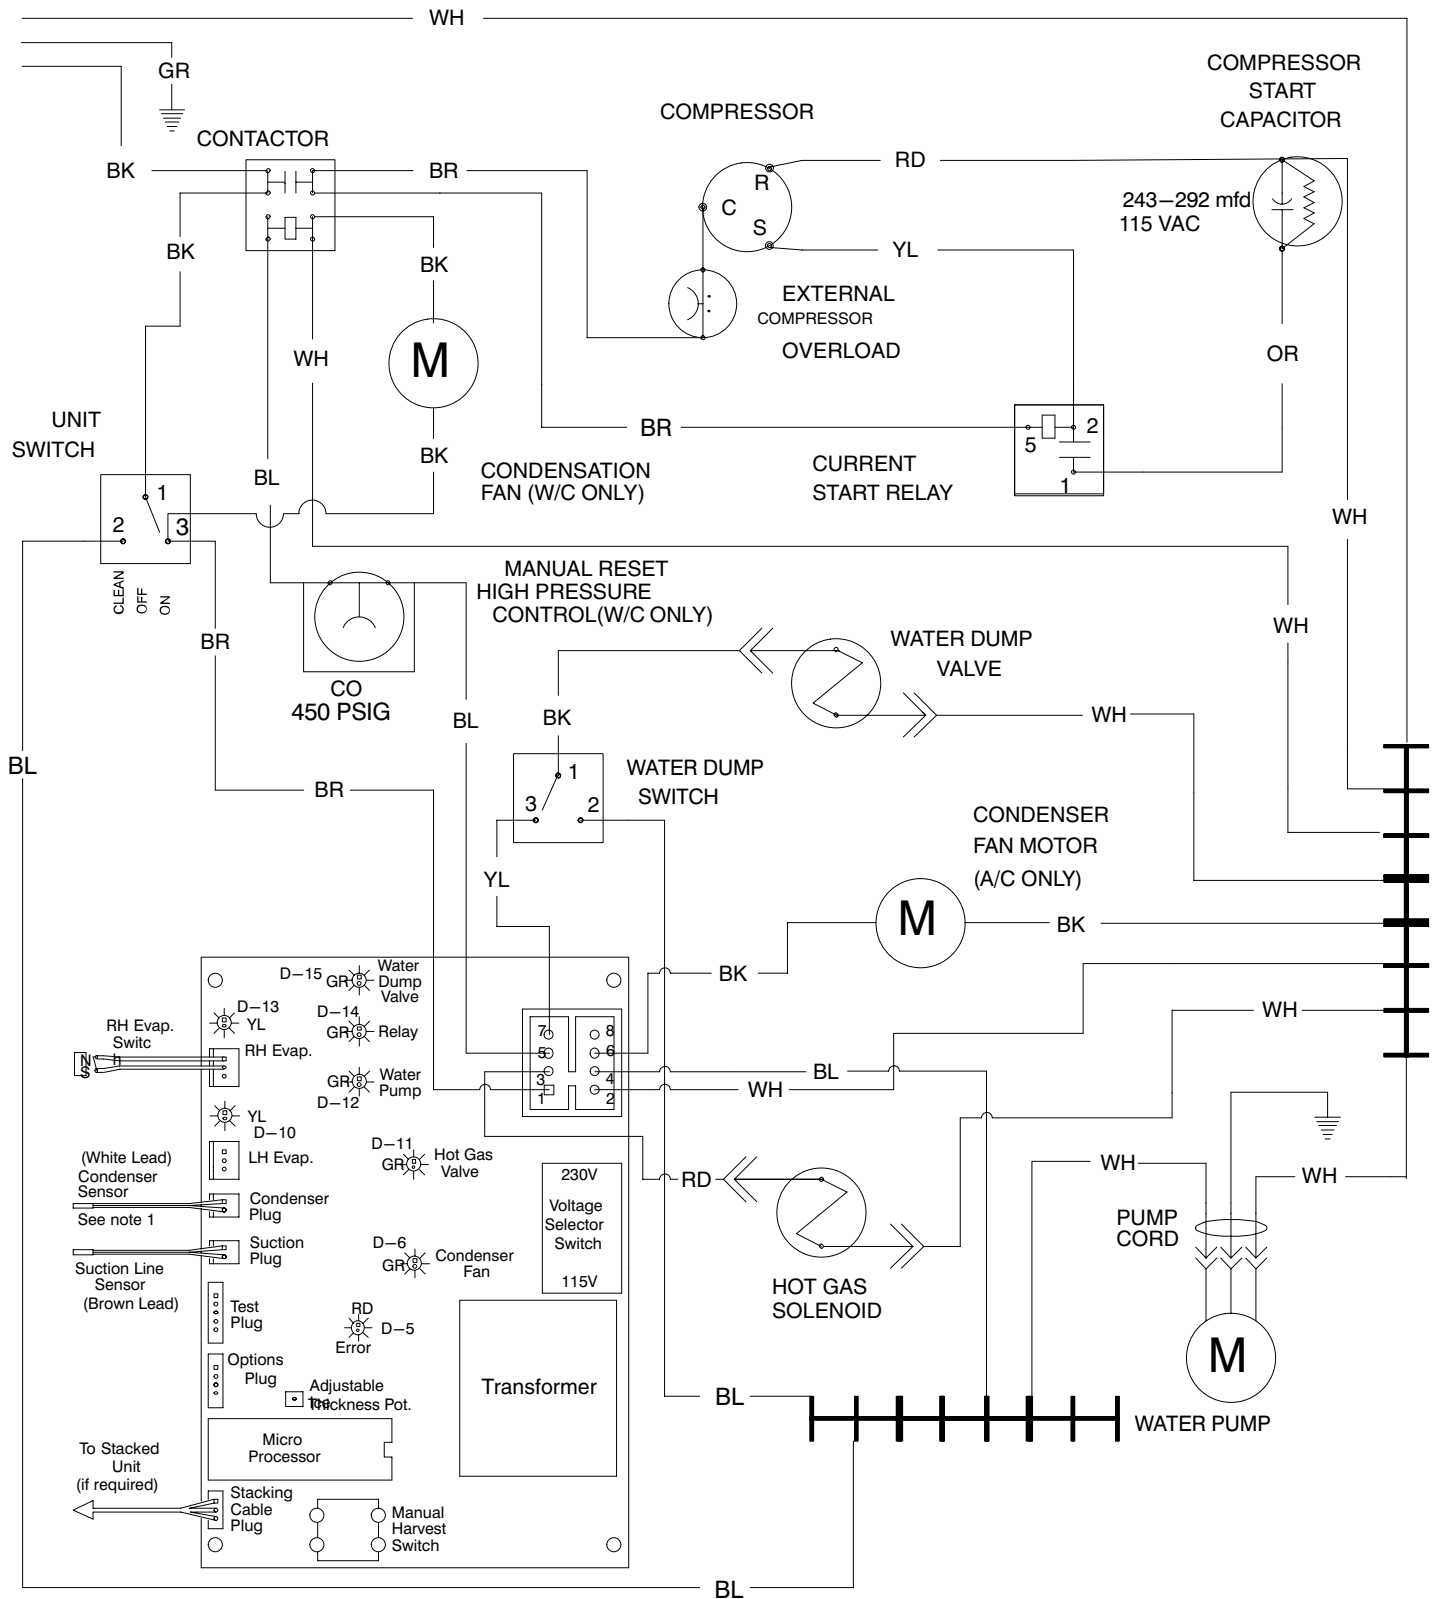 WH
GR
COMPRESSOR
START
CAPACITOR
COMPRESSOR
CONTACTOR
BK
BR
RD
R
C
S
243–292 mfd
115 VAC
BK
BK
YL
EXTERNAL
COMPRESSOR
OVERLOAD
WH
M
OR
UNIT
SWITCH
BR
5
2
1
BK
BL
CONDENSATION
FAN (W/C ONLY)
CURRENT
START RELAY
1
2
3
WH
CLEAN
OFF
ON
MANUAL RESET
HIGH PRESSURE
CONTROL(W/C ONLY)
BR
WH
WATER DUMP
VALVE
CO
450 PSIG
BL
BK
WH
BL
BR
1
3
2
WATER DUMP
SWITCH
CONDENSER
FAN MOTOR
(A/C ONLY)
YL
M
BK
BK
D–15
GR
Water
Dump
Valve
D–13
YL
D–14
GR
Relay
RH Evap.
Switc
h
N
S
RH Evap.
GR
D–12
Water
Pump
7
8
5
6
3
4
1
2
WH
BL
WH
YL
D–10
(White Lead)
Condenser
Sensor
See note 1
LH Evap.
D–11
GR
Hot Gas
Valve
230V
Voltage
Selector
Switch
115V
RD
WH
WH
Condenser
Plug
Suction
Plug
D–6
GR
Condenser
Fan
PUMP
CORD
Suction Line
Sensor
(Brown Lead)
HOT GAS
SOLENOID
Test
Plug
RD
D–5
Error
M
Options
Plug
Adjustable
Ice
Thickness Pot.
Transformer
BL
WATER PUMP
Micro
Processor
To Stacked
Unit
(if required)
Stacking
Cable
Plug
Manual
Harvest
Switch
BL